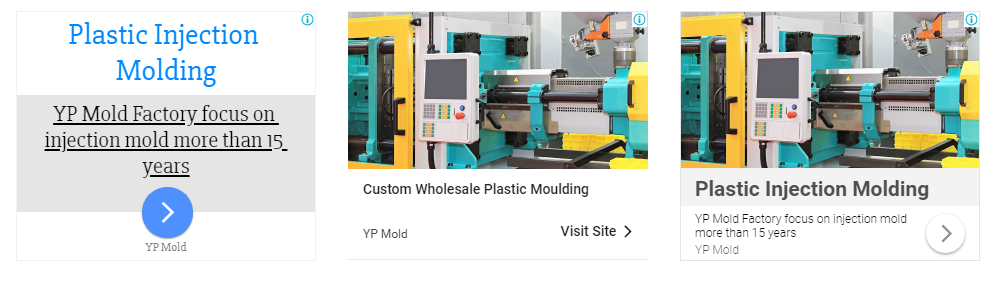 Plastic Injection
Molding
YP Mold Factory focus on
injection mold more than 15
years
YP Mold
Custom Wholesale Plastic Moulding
YP Mold
Visit Site
Plastic Injection Molding
YP Mold Factory focus on injection mold
more than 15 years
YP Mold